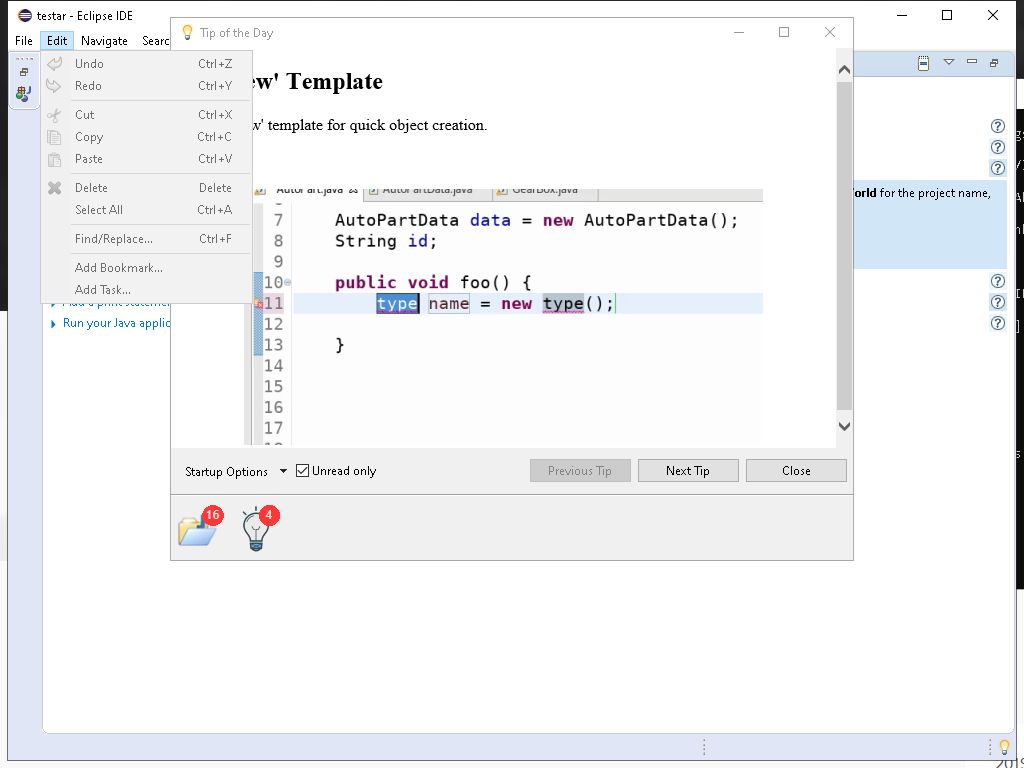 testar - Eclipse IDE
File Edit Navigate Searc
Tip of the Day
Undo Ctrl+Z
Redo Ctrl+Y
Cut Ctrl+X
Copy Ctrl+C
Paste Ctrl+V
Delete Delete
Select All Ctrl+A
Find/Replace... Ctrl+F
Add Bookmark...
Add Task...
ew' Template
w' template for quick object creation.
AutoPart.java AutoPartData.java GearBox.java
7 AutoPartData data = new AutoPartData();
8 String id;
9
10 public void foo() {
11 type name = new type();
12
13 }
14
15
16
17
orld for the project name,
Add a print statemen
Run your Java applic
Startup Options Unread only Previous Tip Next Tip Close
16 4
2019